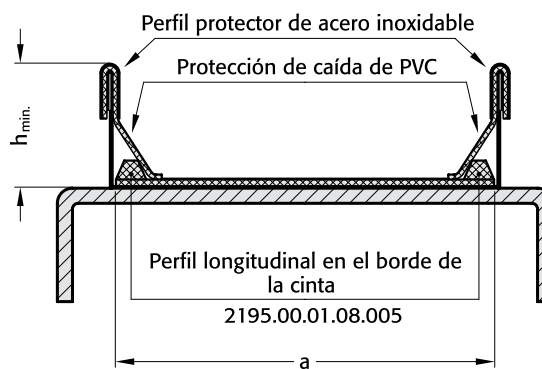 Perfil protector de acero inoxidable
Protección de caída de PVC
hmin.
Perfil longitudinal en el borde de
la cinta
2195.00.01.08.005
a